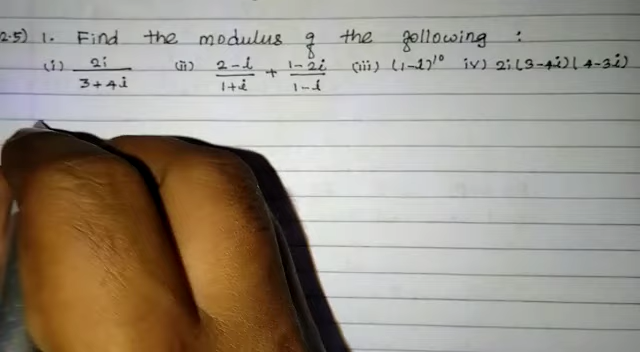 2.5) 1. Find the modulus of the following :
(i) 2i / 3+4i (ii) 2-i / 1+i + 1-2i / 1-i (iii) (1-i)^10 iv) 2i(3-4i)(4-3i)